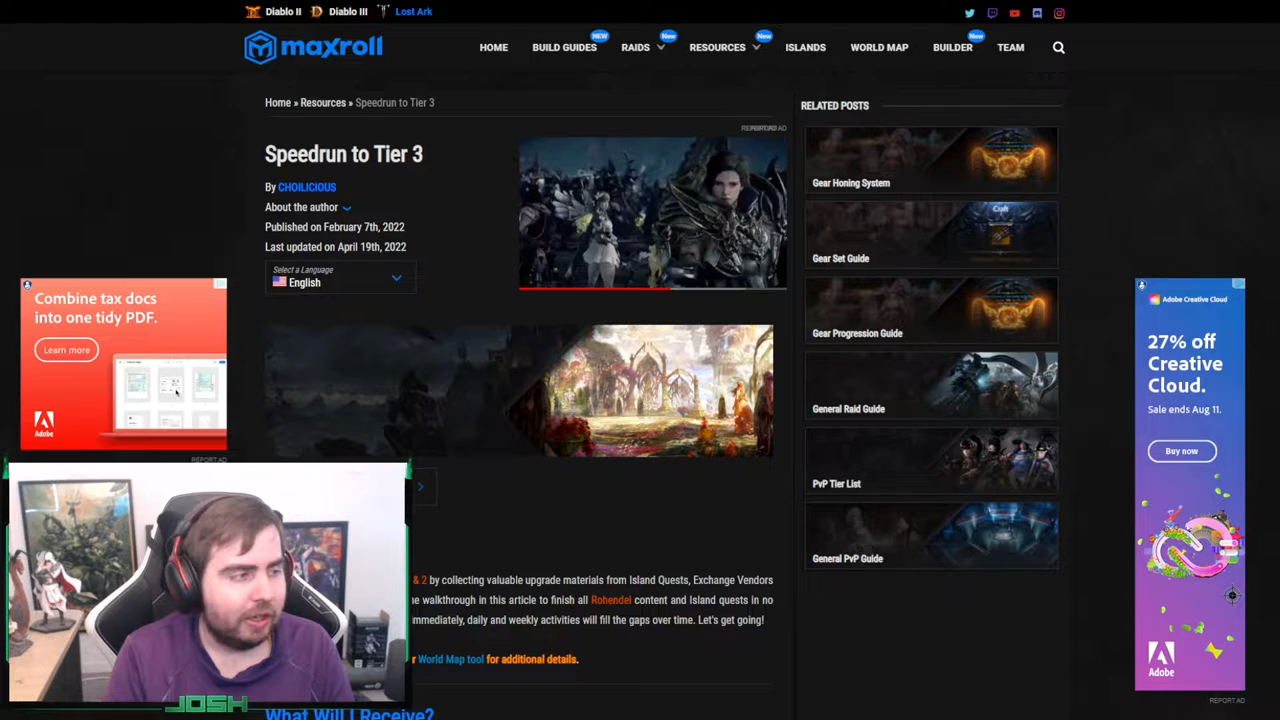 Diablo II
Diablo III
Lost Ark
maxroll
HOME
BUILD GUIDES
NEW
RAIDS
New
RESOURCES
New
ISLANDS
WORLD MAP
BUILDER
New
TEAM
Home » Resources » Speedrun to Tier 3
Speedrun to Tier 3
By CHOILICIOUS
About the author
Published on February 7th, 2022
Last updated on April 19th, 2022
Select a Language
English
RELATED POSTS
Gear Honing System
Craft
Gear Set Guide
Gear Progression Guide
General Raid Guide
PvP Tier List
General PvP Guide
Combine tax docs
into one tidy PDF.
Learn more
Adobe
REPORT AD
Adobe Creative Cloud
27% off
Creative
Cloud.
Sale ends Aug 11.
Buy now
Adobe
REPORT AD
& 2 by collecting valuable upgrade materials from Island Quests, Exchange Vendors
walkthrough in this article to finish all Rohendel content and Island quests in no
mmediately, daily and weekly activities will fill the gaps over time. Let's get going!
World Map tool for additional details.
What Will I Receive?
JOSH